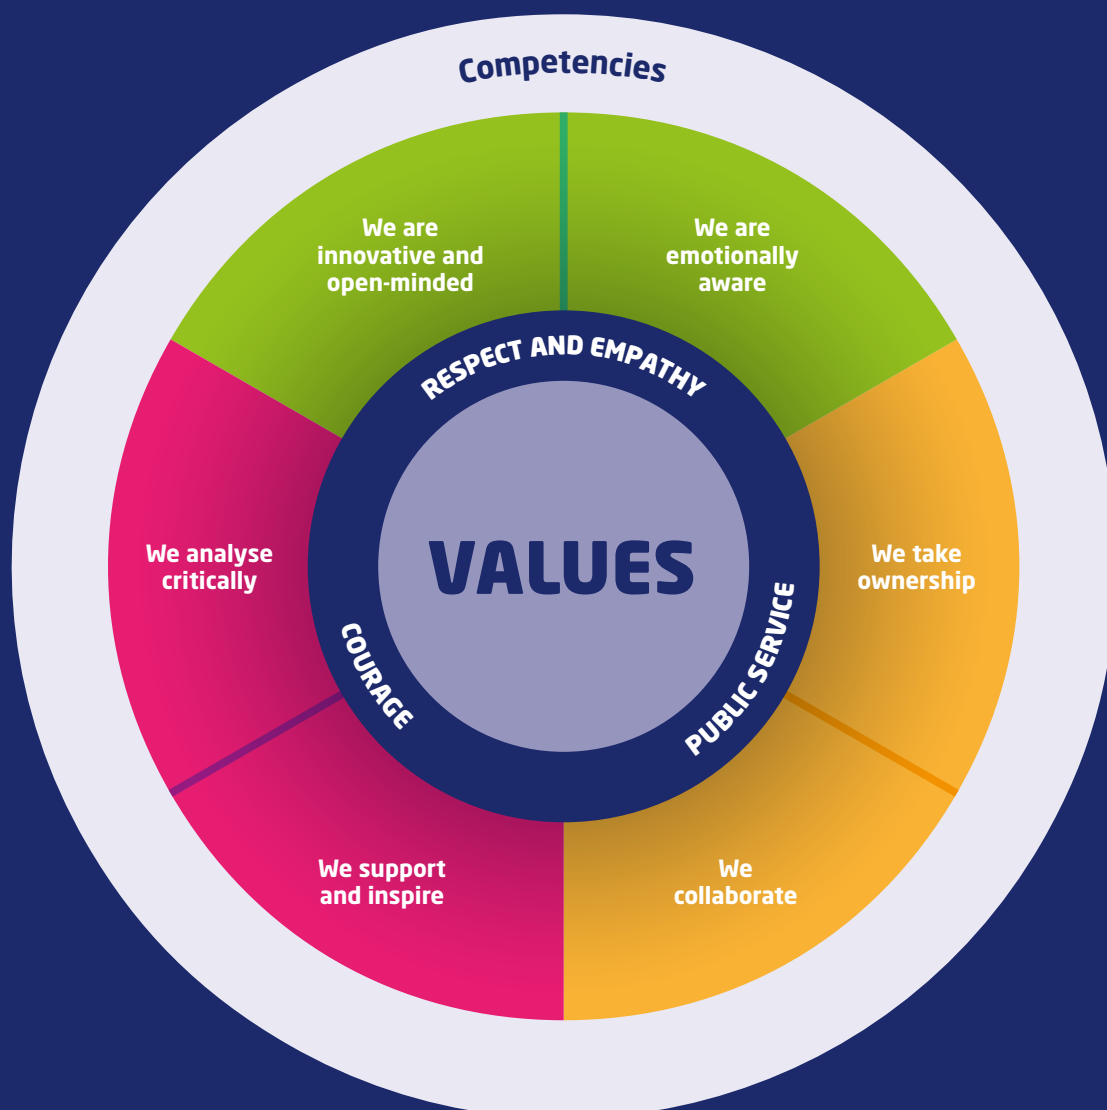 Competencies
We are
innovative and
open-minded
We are
emotionally
aware
RESPECT AND EMPATHY
We analyse
critically
VALUES
We take
ownership
COURAGE
PUBLIC SERVICE
We support
and inspire
We
collaborate